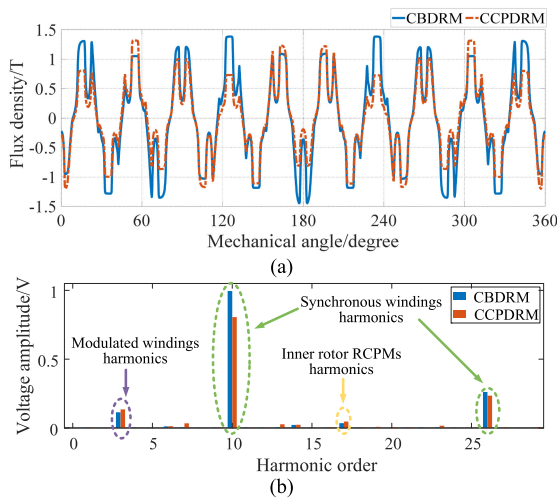 CBDRM CCPDRM
(a)
Flux density/T
1.5
1
0.5
0
-0.5
-1
-1.5
0 60 120 180 240 300 360
Mechanical angle/degree
(a)
Voltage amplitude/V
1
0.5
0
Synchronous windings
harmonics
CBDRM
CCPDRM
Modulated windings
harmonics
Inner rotor RCPMs
harmonics
0 5 10 15 20 25
Harmonic order
(b)
(b)